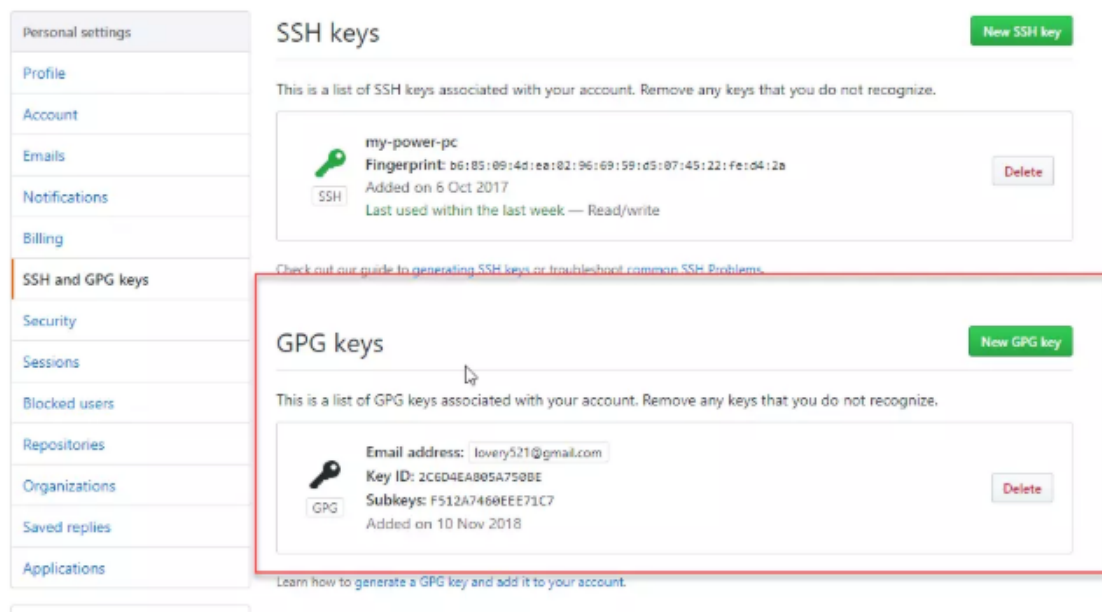 Personal settings
Profile
Account
Emails
Notifications
Billing
SSH and GPG keys
Security
Sessions
Blocked users
Repositories
Organizations
Saved replies
Applications
SSH keys
New SSH key
This is a list of SSH keys associated with your account. Remove any keys that you do not recognize.
my-power-pc
Fingerprint: b6:85:09:4d:ea:02:96:69:59:d5:07:45:22:fe:d4:2a
SSH
Added on 6 Oct 2017
Last used within the last week — Read/write
Delete
Check out our guide to generating SSH keys or troubleshoot common SSH Problems.
GPG keys
New GPG key
This is a list of GPG keys associated with your account. Remove any keys that you do not recognize.
Email address: lovery521@gmail.com
Key ID: 2C6D4EA805A750BE
Subkeys: F512A7460EEE71C7
GPG
Added on 10 Nov 2018
Delete
Learn how to generate a GPG key and add it to your account.